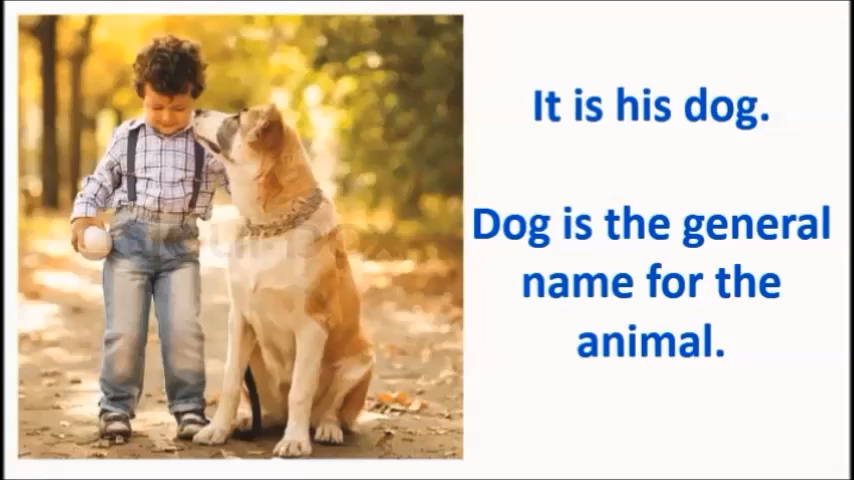 It is his dog.
Dog is the general
name for the
animal.